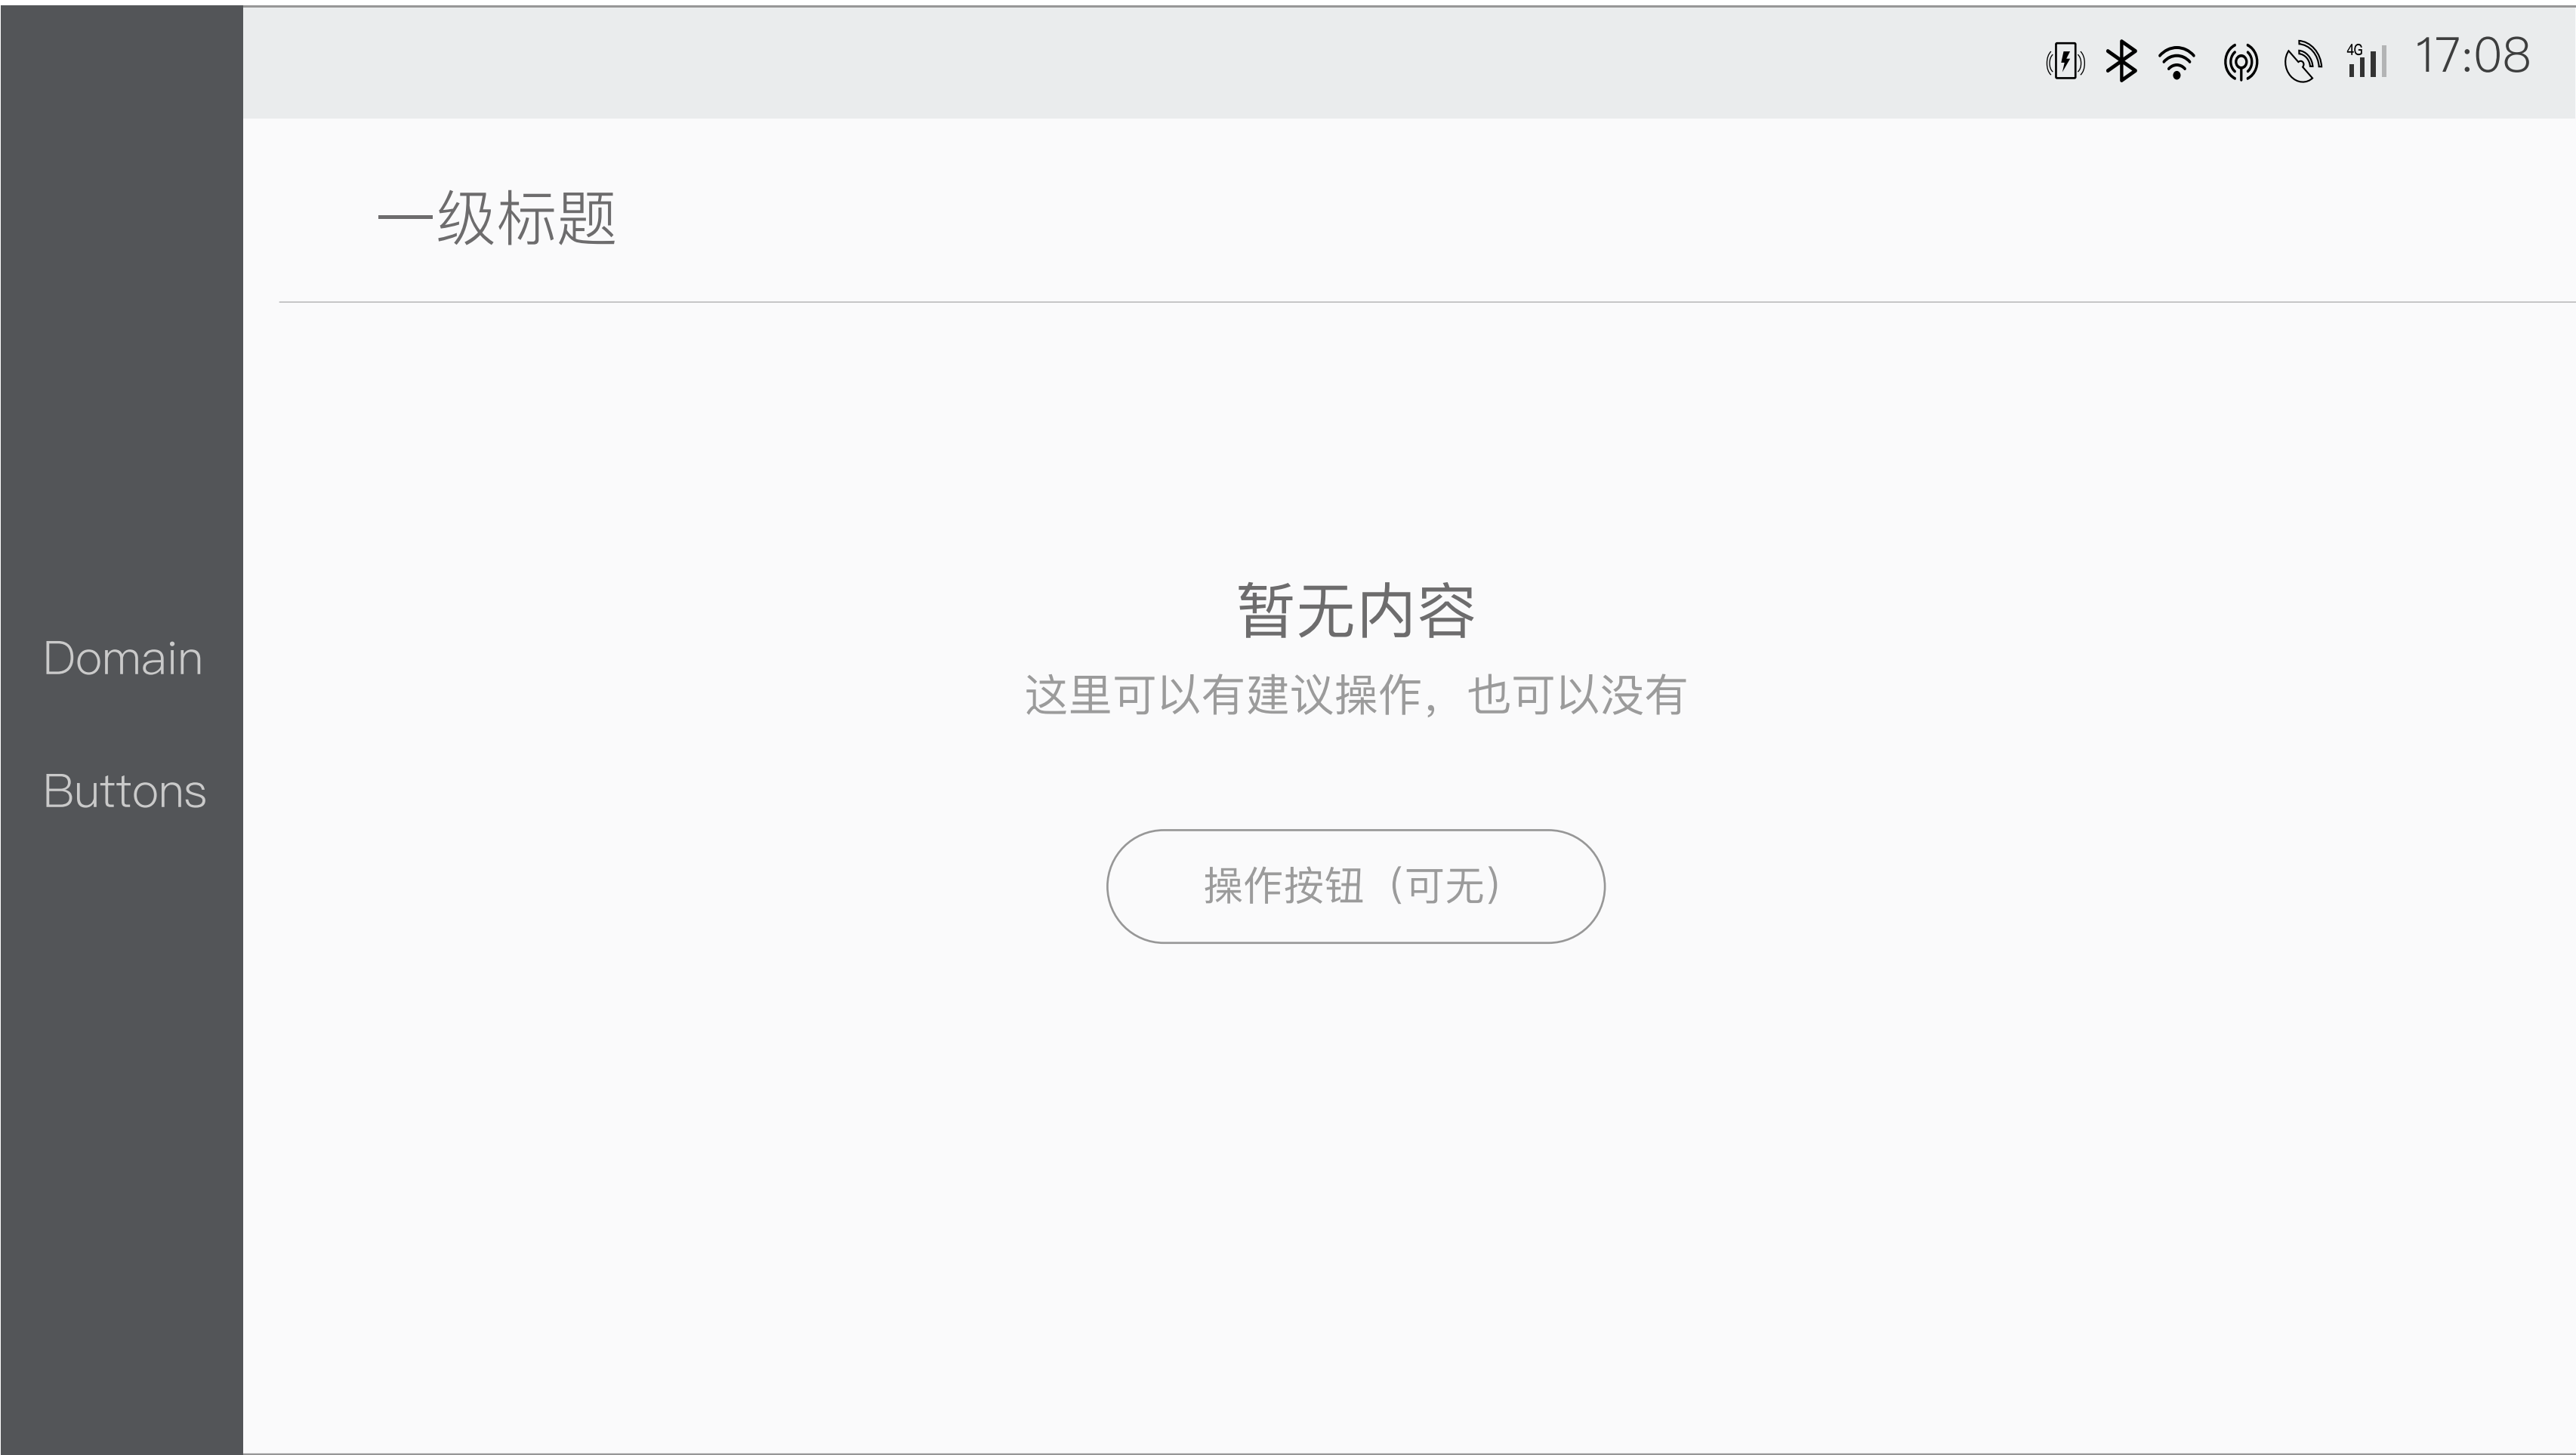 4G 17:08
一级标题
暂无内容
这里可以有建议操作，也可以没有
Domain
Buttons
操作按钮（可无）